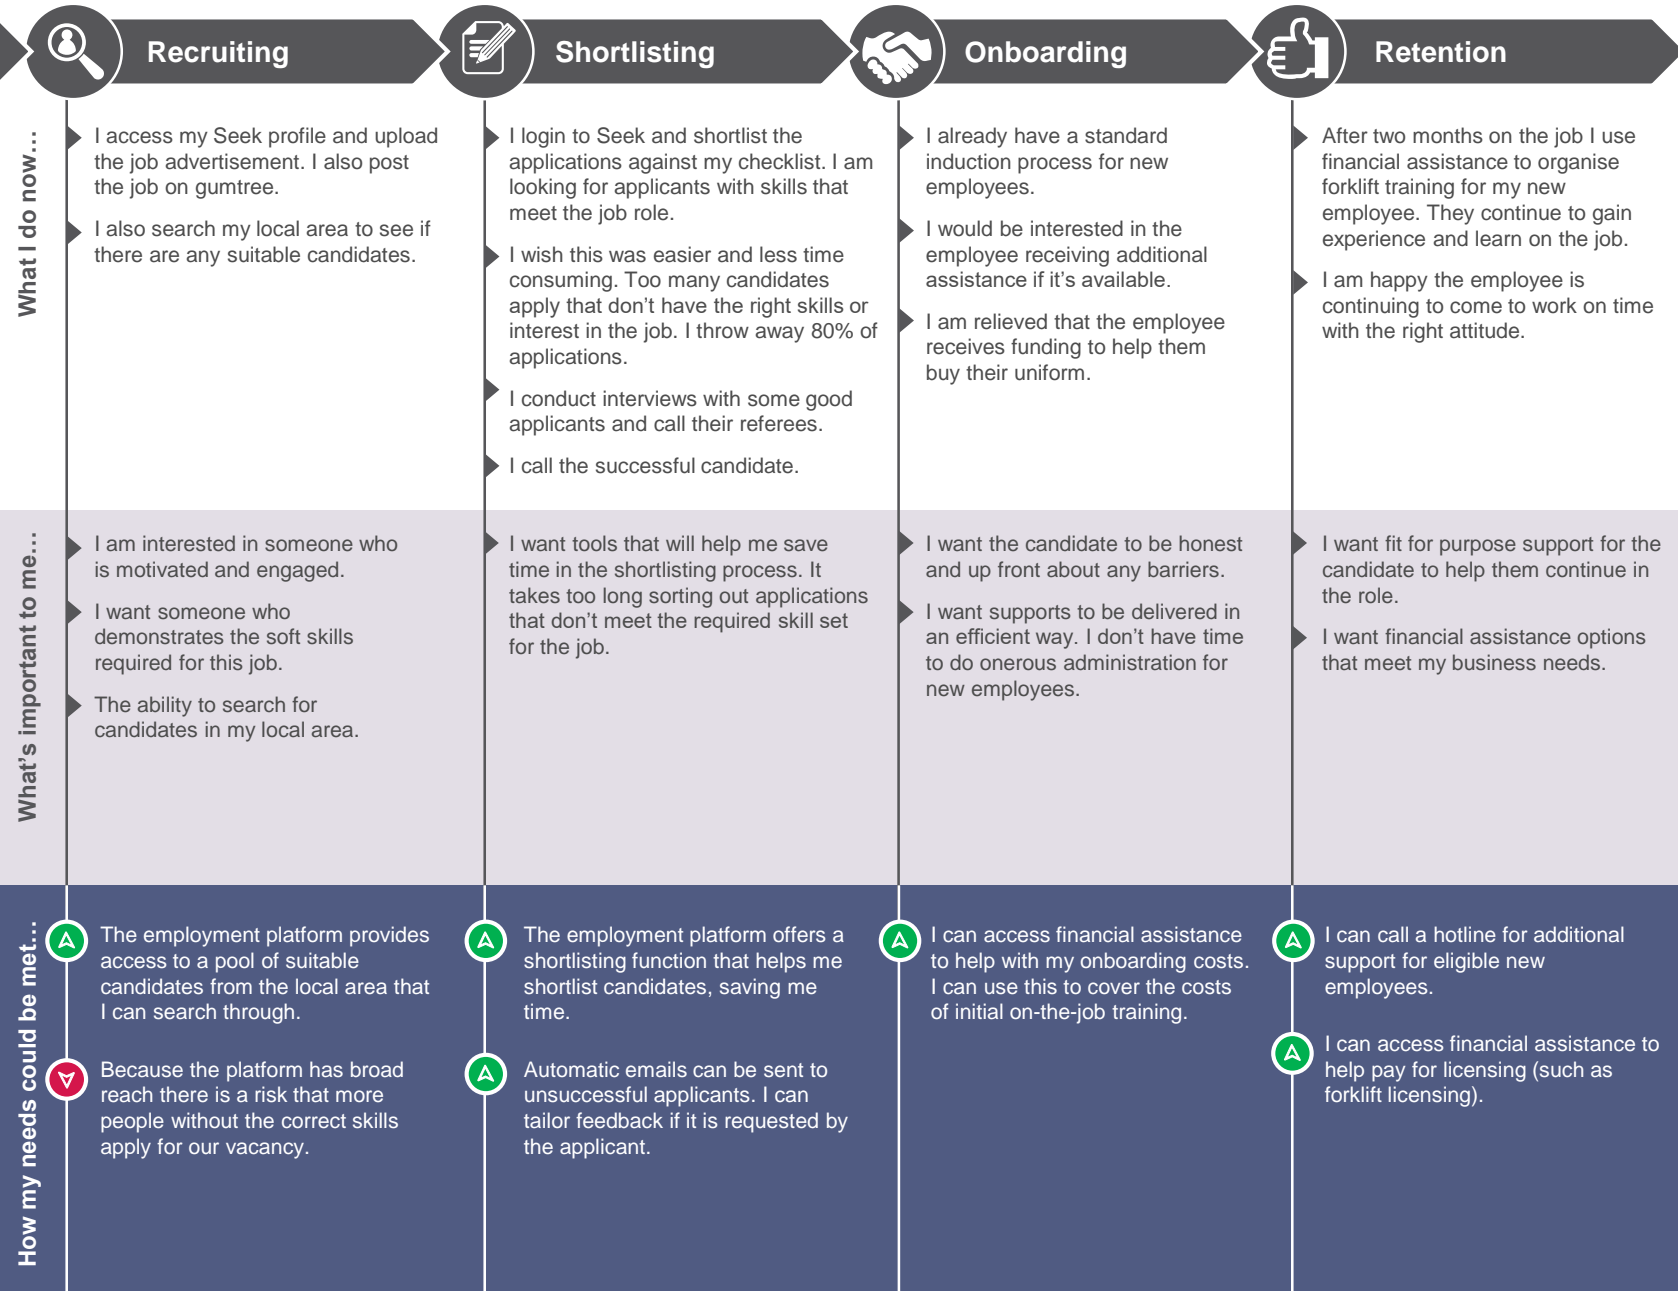 Recruiting
Shortlisting
Onboarding
Retention
What I do now…
I access my Seek profile and upload
the job advertisement. I also post
the job on gumtree.
I also search my local area to see if
there are any suitable candidates.
I login to Seek and shortlist the
applications against my checklist. I am
looking for applicants with skills that
meet the job role.
I wish this was easier and less time
consuming. Too many candidates
apply that don’t have the right skills or
interest in the job. I throw away 80% of
applications.
I conduct interviews with some good
applicants and call their referees.
I call the successful candidate.
I already have a standard
induction process for new
employees.
I would be interested in the
employee receiving additional
assistance if it’s available.
I am relieved that the employee
receives funding to help them
buy their uniform.
After two months on the job I use
financial assistance to organise
forklift training for my new
employee. They continue to gain
experience and learn on the job.
I am happy the employee is
continuing to come to work on time
with the right attitude.
What’s important to me…
I am interested in someone who
is motivated and engaged.
I want someone who
demonstrates the soft skills
required for this job.
The ability to search for
candidates in my local area.
I want tools that will help me save
time in the shortlisting process. It
takes too long sorting out applications
that don’t meet the required skill set
for the job.
I want the candidate to be honest
and up front about any barriers.
I want supports to be delivered in
an efficient way. I don’t have time
to do onerous administration for
new employees.
I want fit for purpose support for the
candidate to help them continue in
the role.
I want financial assistance options
that meet my business needs.
How my needs could be met…
The employment platform provides
access to a pool of suitable
candidates from the local area that
I can search through.
Because the platform has broad
reach there is a risk that more
people without the correct skills
apply for our vacancy.
The employment platform offers a
shortlisting function that helps me
shortlist candidates, saving me
time.
Automatic emails can be sent to
unsuccessful applicants. I can
tailor feedback if it is requested by
the applicant.
I can access financial assistance
to help with my onboarding costs.
I can use this to cover the costs
of initial on-the-job training.
I can call a hotline for additional
support for eligible new
employees.
I can access financial assistance to
help pay for licensing (such as
forklift licensing).